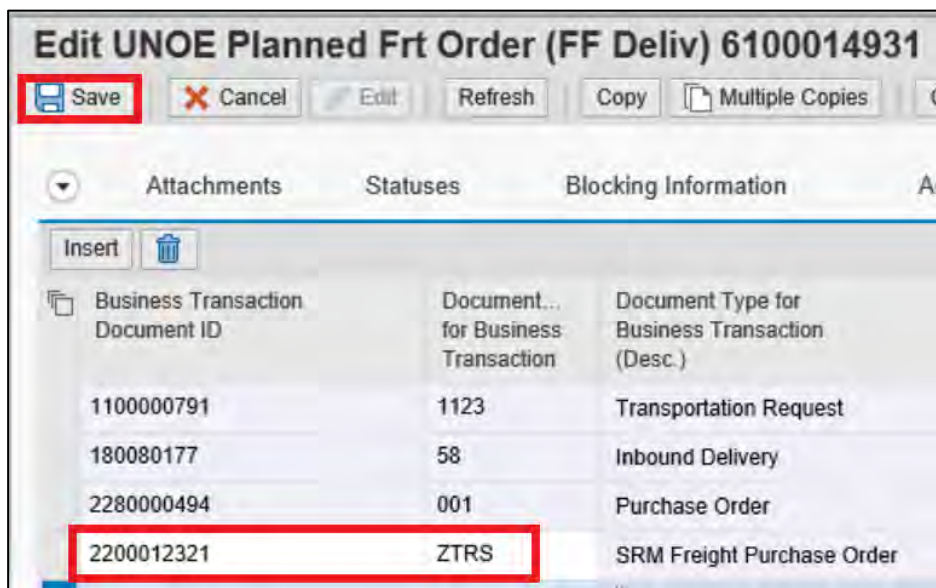 Edit UNOE Planned Frt Order (FF Deliv) 6100014931
Save Cancel Edit Refresh Copy Multiple Copies
Attachments Statuses Blocking Information
Insert
Business Transaction Document... Document Type for
Document ID for Business Business Transaction
Transaction (Desc.)
1100000791 1123 Transportation Request
180080177 58 Inbound Delivery
2280000494 001 Purchase Order
2200012321 ZTRS SRM Freight Purchase Order